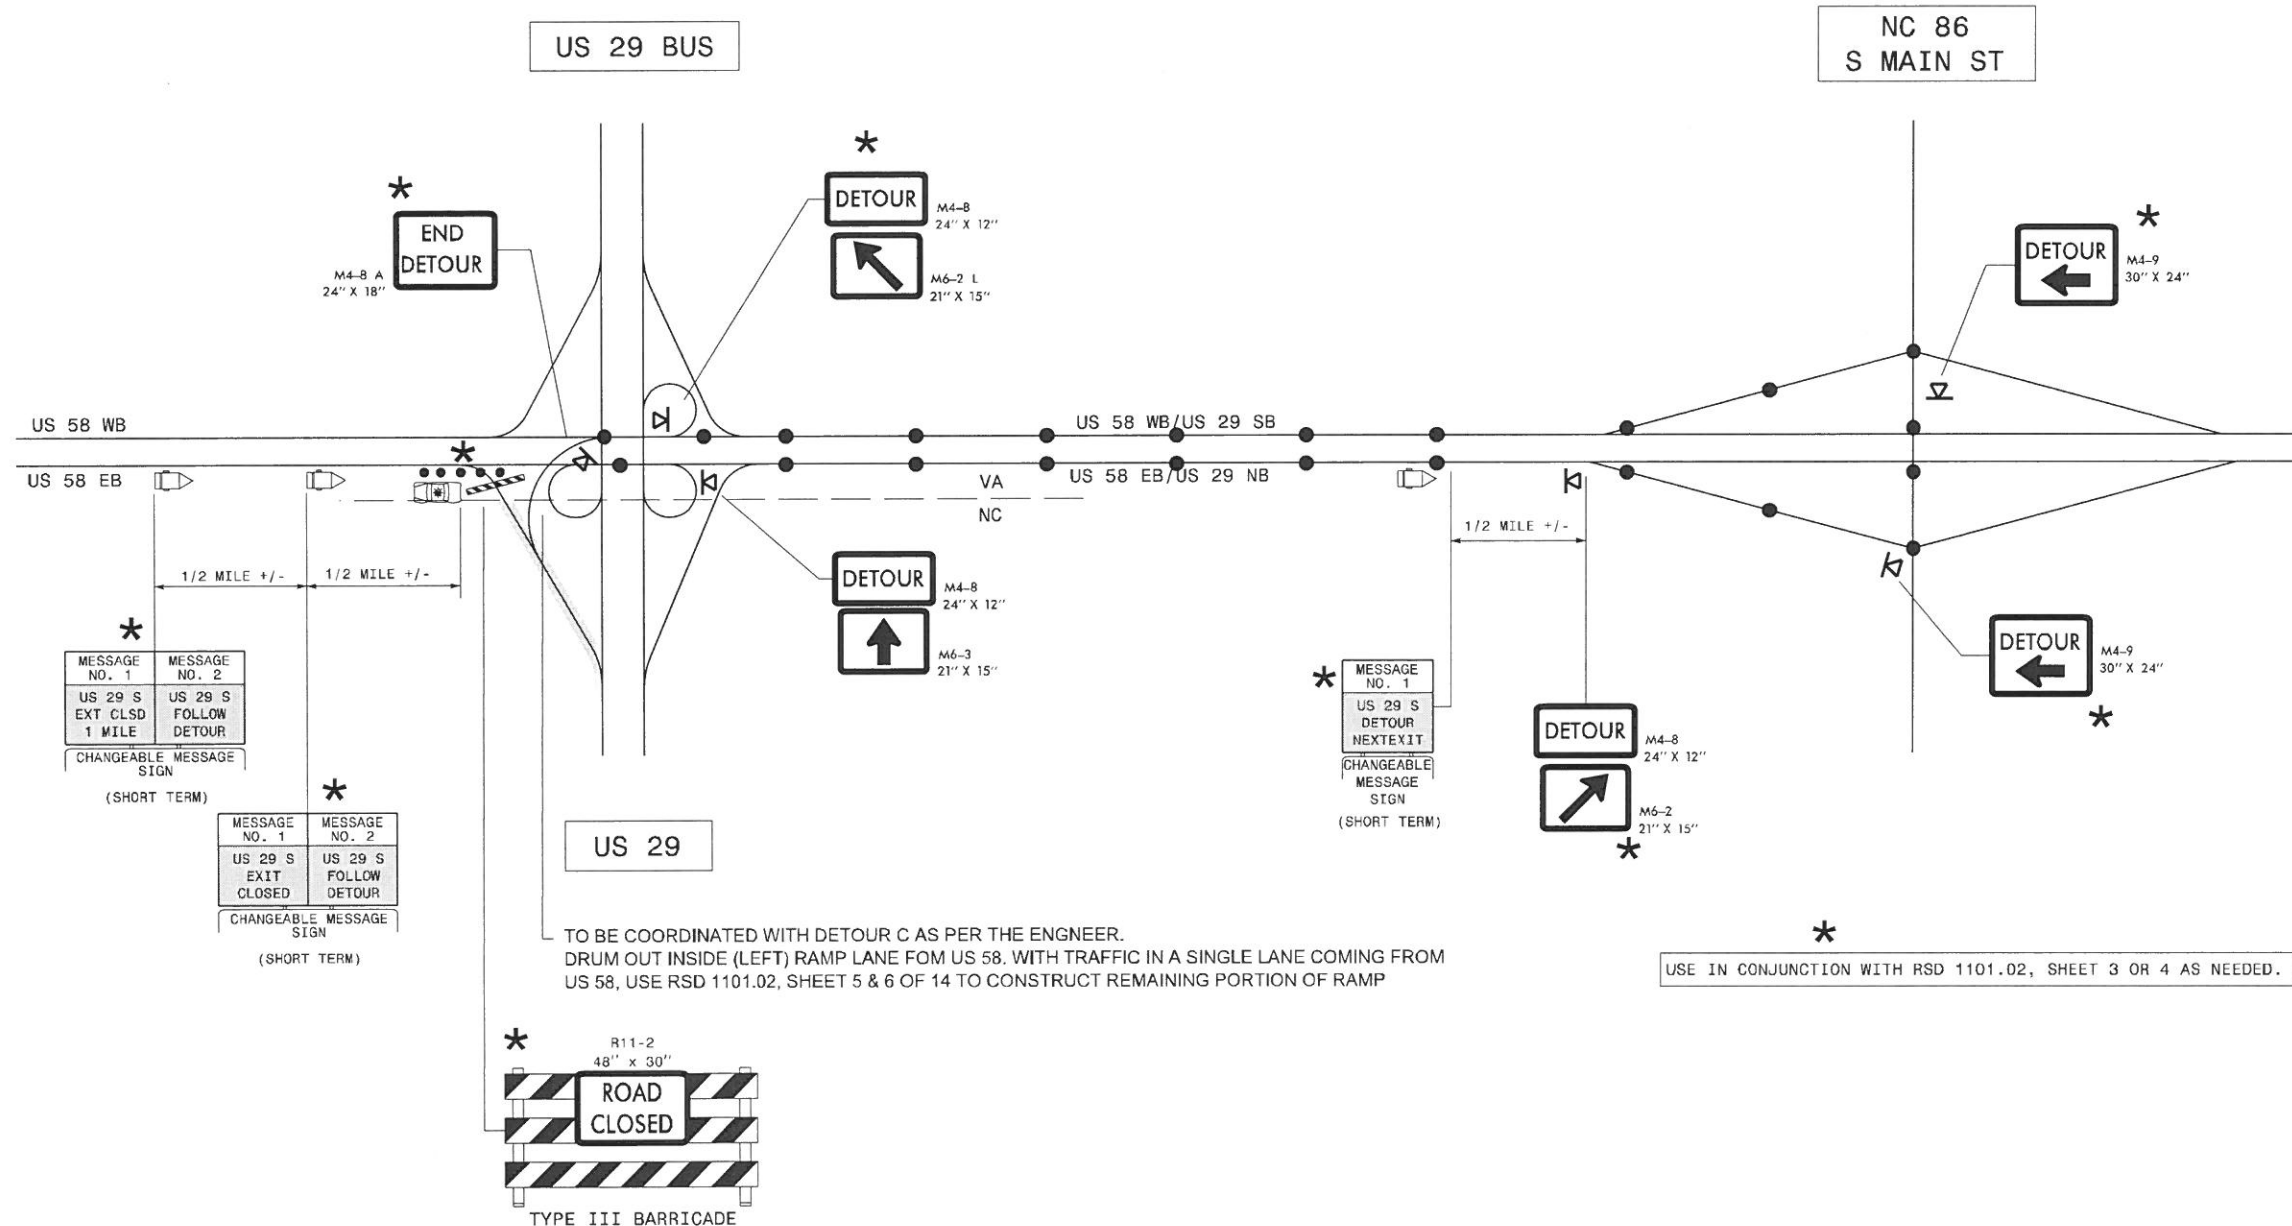 US 29 BUS
NC 86
S MAIN ST
END
DETOUR
M4-8 A
24" X 18"
DETOUR
M4-8
24" X 12"
M6-2 L
21" X 15"
DETOUR
M4-9
30" X 24"
US 58 WB
US 58 EB
US 58 WB/US 29 SB
US 58 EB/US 29 NB
VA
NC
1/2 MILE +/-
1/2 MILE +/-
1/2 MILE +/-
DETOUR
M4-8
24" X 12"
M6-3
21" X 15"
DETOUR
M4-9
30" X 24"
MESSAGE
NO. 1
MESSAGE
NO. 2
US 29 S
EXT CLSD
1 MILE
US 29 S
FOLLOW
DETOUR
CHANGEABLE MESSAGE
SIGN
(SHORT TERM)
MESSAGE
NO. 1
MESSAGE
NO. 2
US 29 S
EXIT
CLOSED
US 29 S
FOLLOW
DETOUR
CHANGEABLE MESSAGE
SIGN
(SHORT TERM)
MESSAGE
NO. 1
US 29 S
DETOUR
NEXTEXIT
CHANGEABLE
MESSAGE
SIGN
(SHORT TERM)
DETOUR
M4-8
24" X 12"
M6-2
21" X 15"
US 29
TO BE COORDINATED WITH DETOUR C AS PER THE ENGNEER.
DRUM OUT INSIDE (LEFT) RAMP LANE FOM US 58. WITH TRAFFIC IN A SINGLE LANE COMING FROM
US 58, USE RSD 1101.02, SHEET 5 & 6 OF 14 TO CONSTRUCT REMAINING PORTION OF RAMP
USE IN CONJUNCTION WITH RSD 1101.02, SHEET 3 OR 4 AS NEEDED.
R11-2
48" x 30"
ROAD
CLOSED
TYPE III BARRICADE